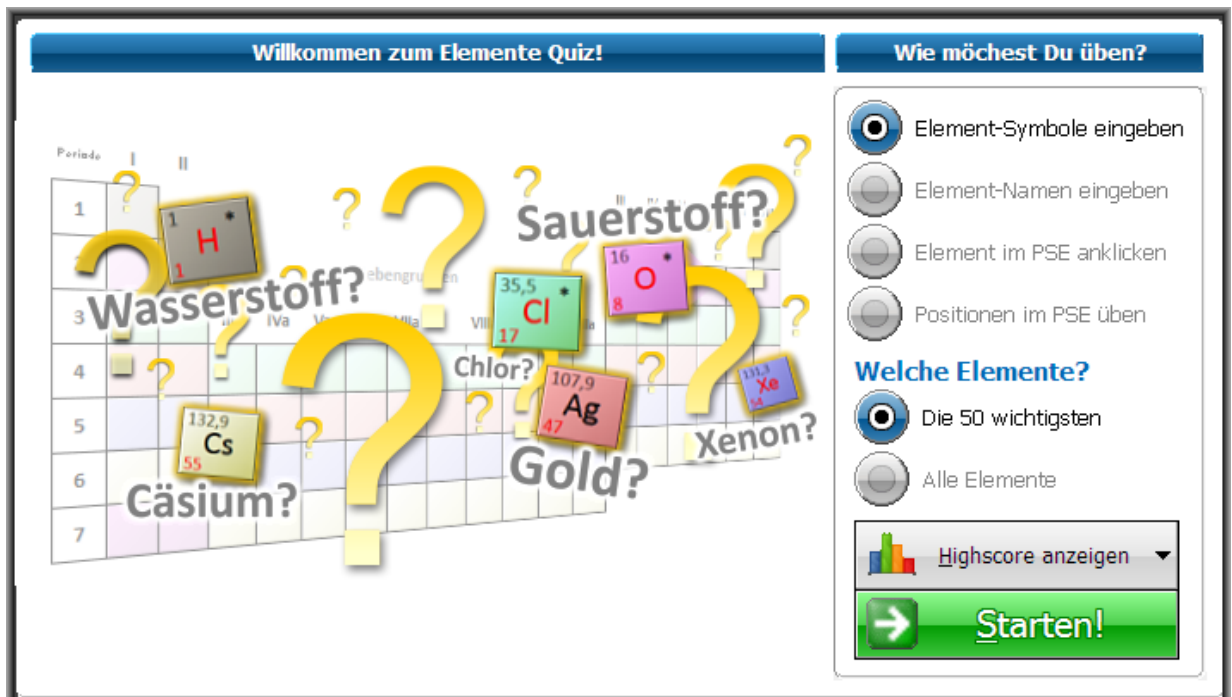 Willkommen zum Elemente Quiz!
Wie möchest Du üben?
Periode I II
1
3
4
5
6
7
1 *
H
1
Wasserstoff?
Sauerstoff?
16 *
O
8
35,5 *
Cl
17
Chlor?
107,9
Ag
47
Gold?
131,3
Xe
54
Xenon?
132,9
Cs
55
Cäsium?
IVa
Element-Symbole eingeben
Element-Namen eingeben
Element im PSE anklicken
Positionen im PSE üben
Welche Elemente?
Die 50 wichtigsten
Alle Elemente
Highscore anzeigen
Starten!